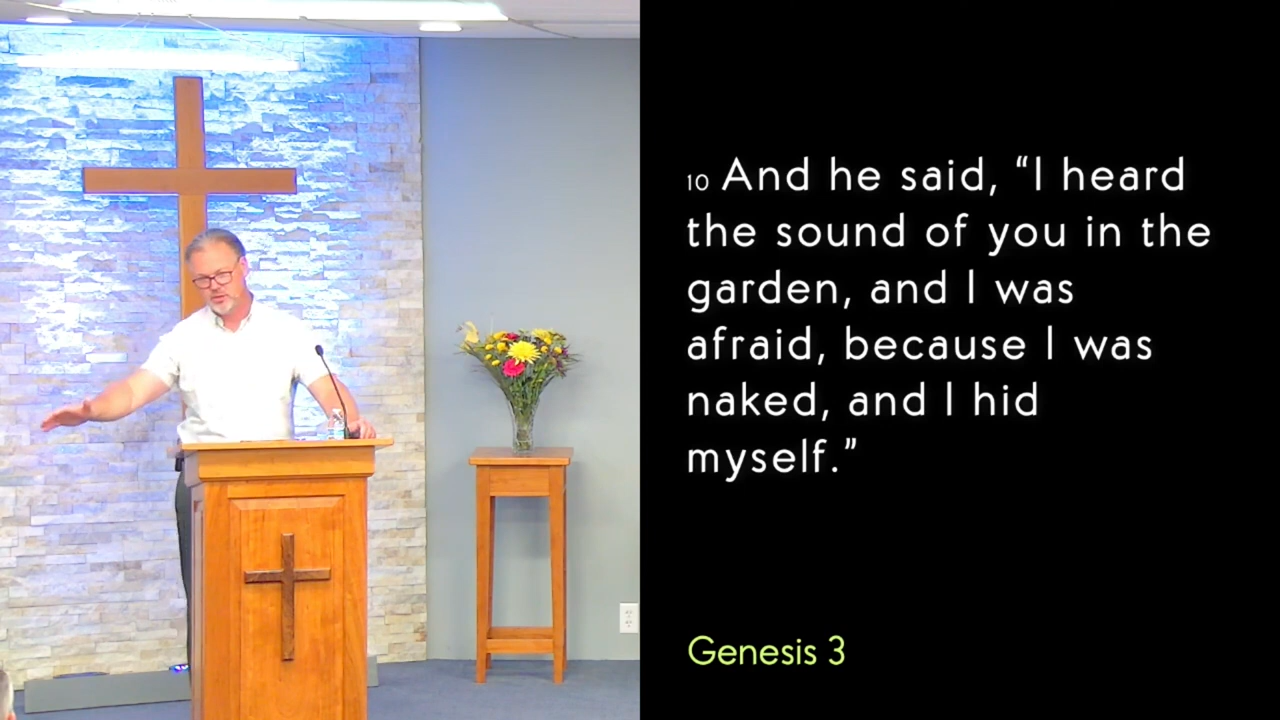 10 And he said, “I heard
the sound of you in the
garden, and I was
afraid, because I was
naked, and I hid
myself.”
Genesis 3